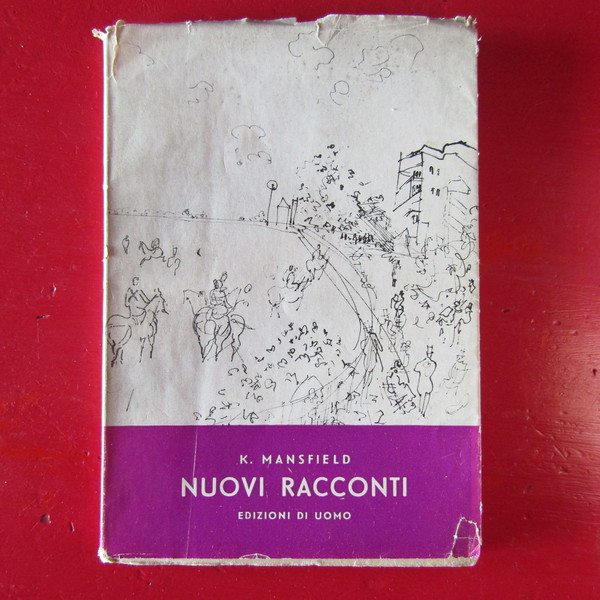 K. MANSFIELD
NUOVI RACCONTI
EDIZIONI DI UOMO